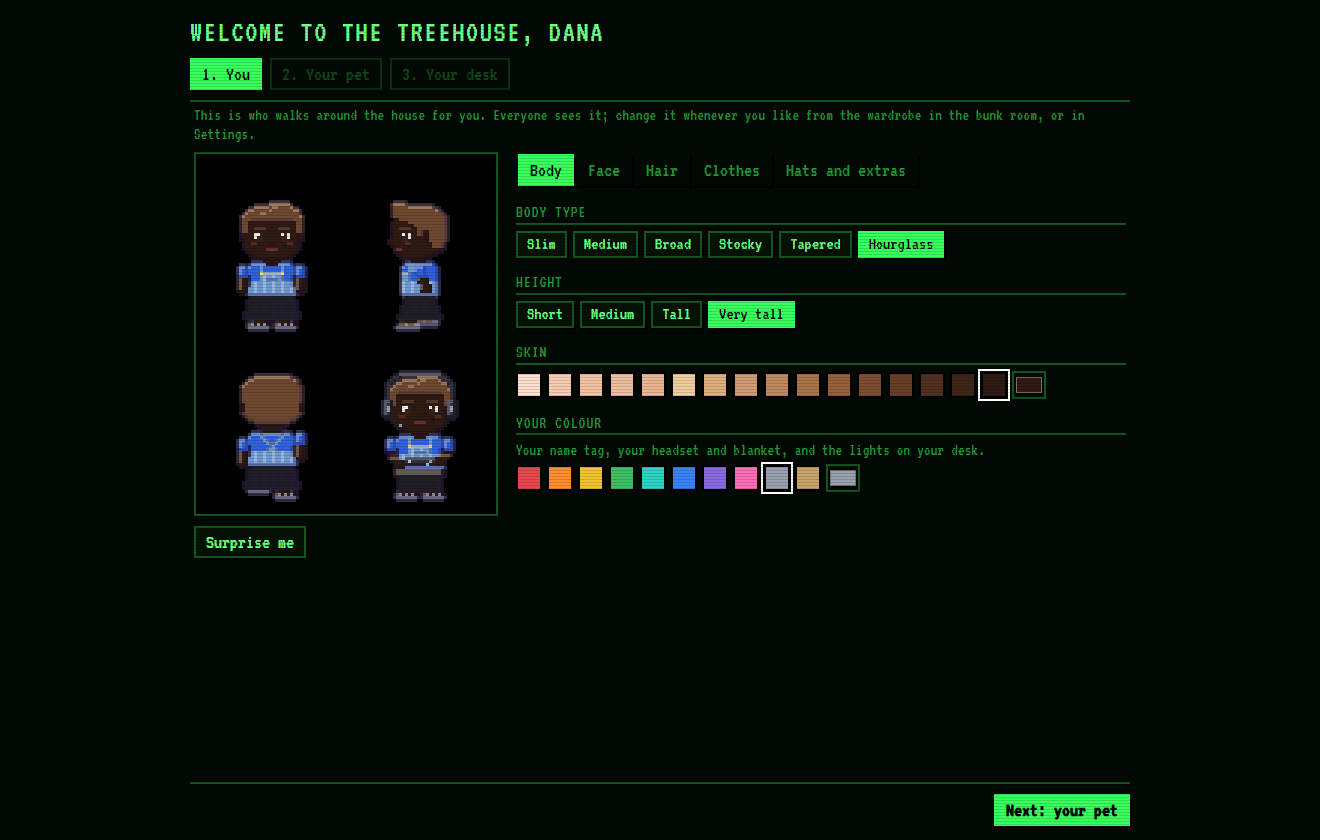 WELCOME TO THE TREEHOUSE, DANA
1. You 2. Your pet 3. Your desk
This is who walks around the house for you. Everyone sees it; change it whenever you like from the wardrobe in the bunk room, or in
Settings.
Body Face Hair Clothes Hats and extras
BODY TYPE
Slim Medium Broad Stocky Tapered Hourglass
HEIGHT
Short Medium Tall Very tall
SKIN
YOUR COLOUR
Your name tag, your headset and blanket, and the lights on your desk.
Surprise me
Next: your pet